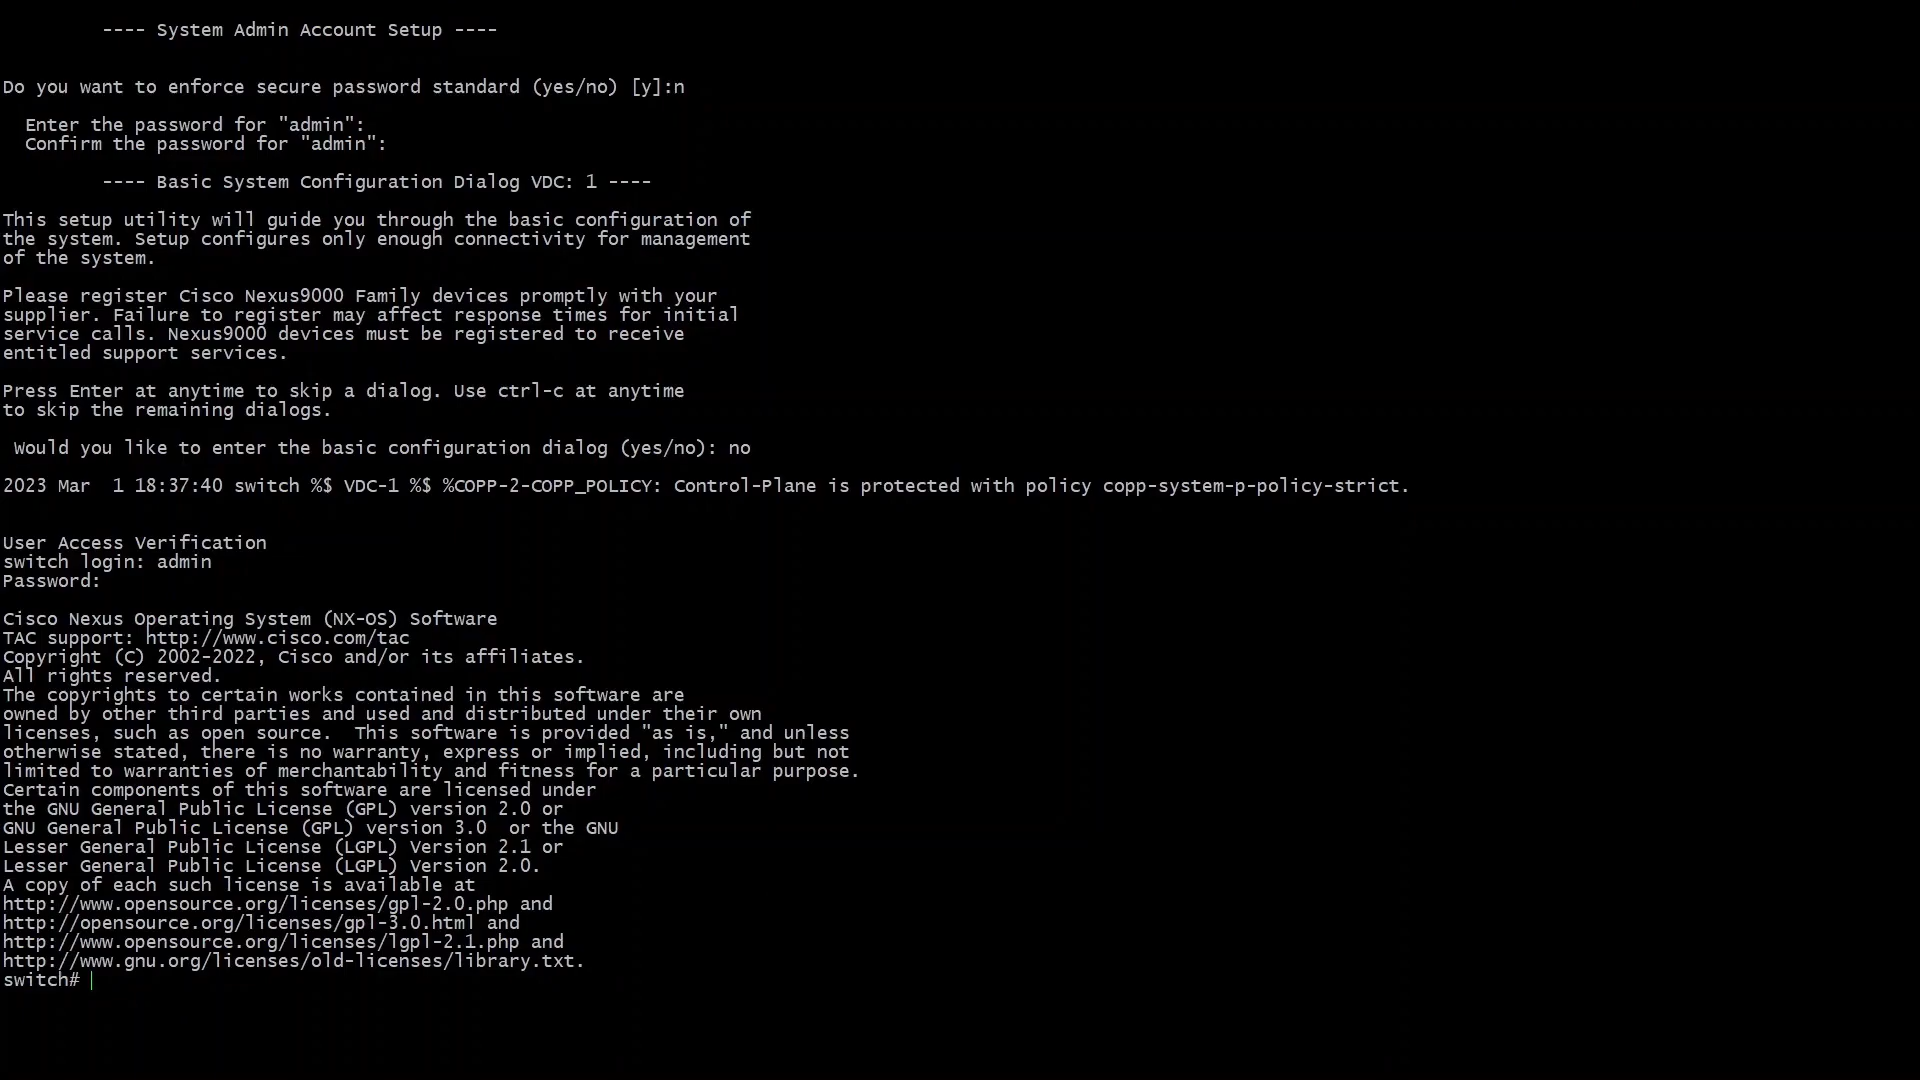 ---- System Admin Account Setup ----
Do you want to enforce secure password standard (yes/no) [y]:n
Enter the password for "admin":
Confirm the password for "admin":
---- Basic System Configuration Dialog VDC: 1 ----
This setup utility will guide you through the basic configuration of
the system. Setup configures only enough connectivity for management
of the system.
Please register Cisco Nexus9000 Family devices promptly with your
supplier. Failure to register may affect response times for initial
service calls. Nexus9000 devices must be registered to receive
entitled support services.
Press Enter at anytime to skip a dialog. Use ctrl-c at anytime
to skip the remaining dialogs.
Would you like to enter the basic configuration dialog (yes/no): no
2023 Mar  1 18:37:40 switch %$ VDC-1 %$ %COPP-2-COPP_POLICY: Control-Plane is protected with policy copp-system-p-policy-strict.
User Access Verification
switch login: admin
Password:
Cisco Nexus Operating System (NX-OS) Software
TAC support: http://www.cisco.com/tac
Copyright (C) 2002-2022, Cisco and/or its affiliates.
All rights reserved.
The copyrights to certain works contained in this software are
owned by other third parties and used and distributed under their own
licenses, such as open source.  This software is provided "as is," and unless
otherwise stated, there is no warranty, express or implied, including but not
limited to warranties of merchantability and fitness for a particular purpose.
Certain components of this software are licensed under
the GNU General Public License (GPL) version 2.0 or
GNU General Public License (GPL) version 3.0  or the GNU
Lesser General Public License (LGPL) Version 2.1 or
Lesser General Public License (LGPL) Version 2.0.
A copy of each such license is available at
http://www.opensource.org/licenses/gpl-2.0.php and
http://opensource.org/licenses/gpl-3.0.html and
http://www.opensource.org/licenses/lgpl-2.1.php and
http://www.gnu.org/licenses/old-licenses/library.txt.
switch#